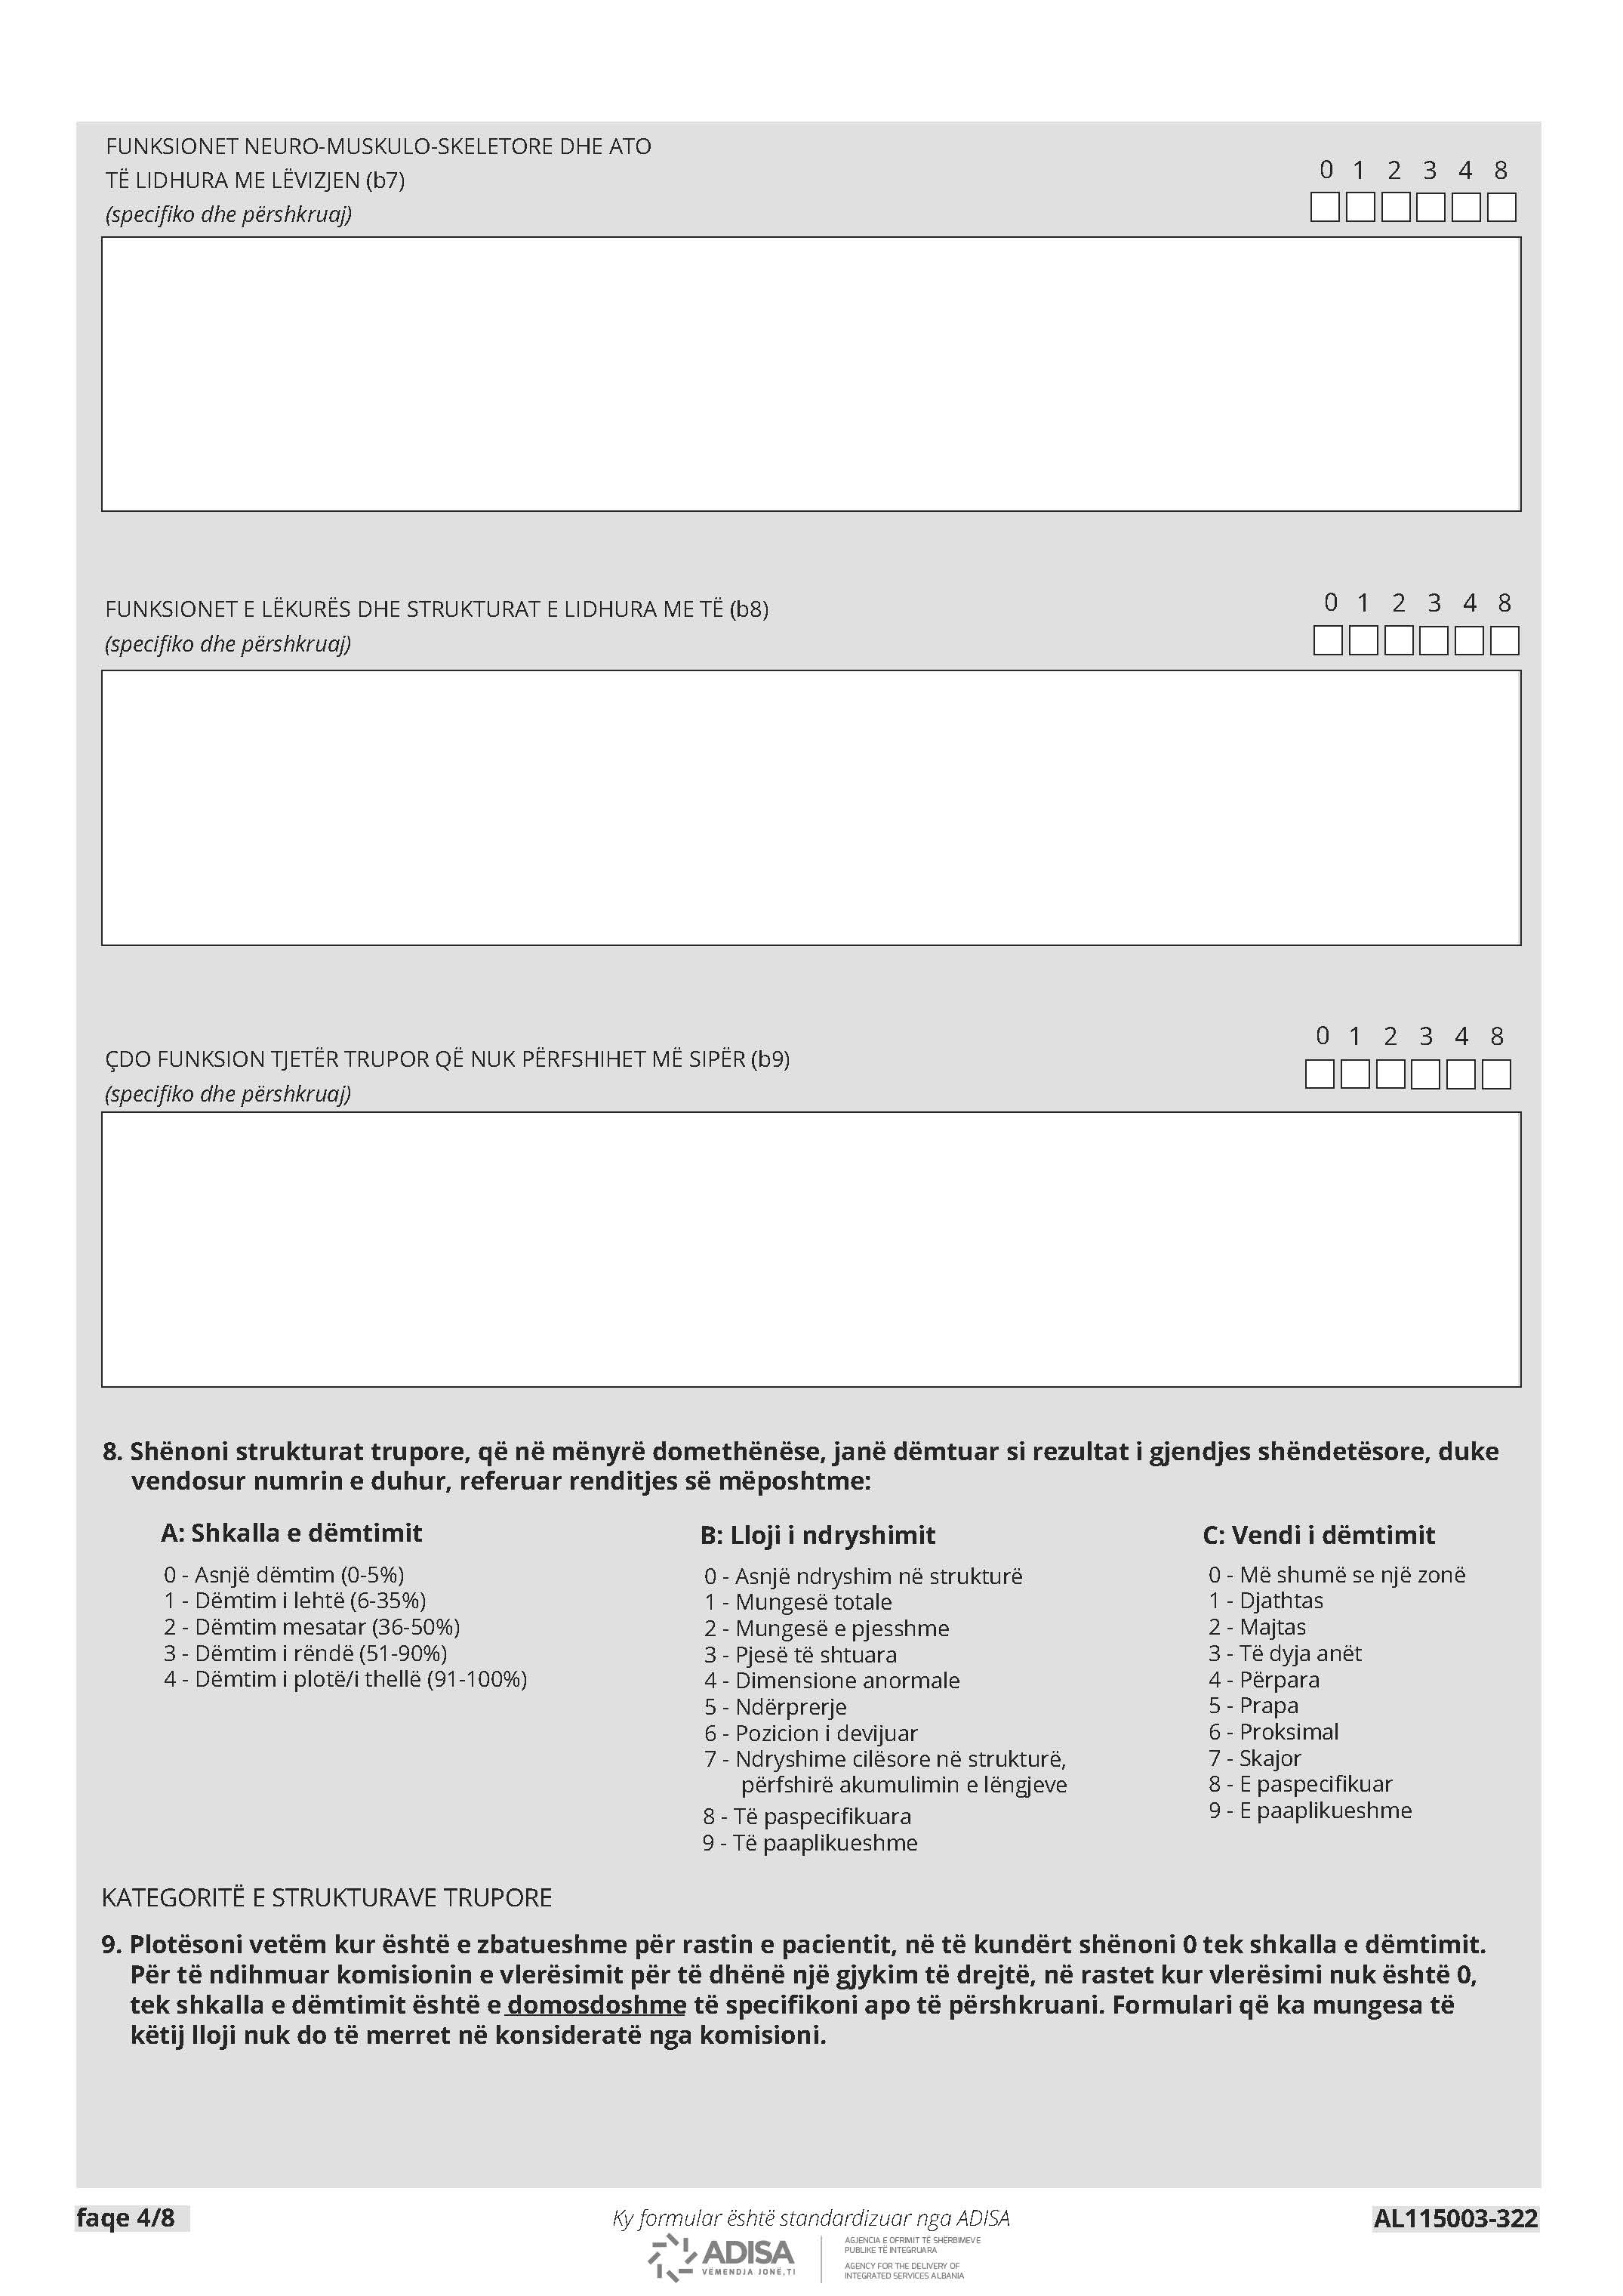 FUNKSIONET NEURO-MUSKULO-SKELETORE DHE ATO
TË LIDHURA ME LËVIZJEN (b7)
(specifiko dhe përshkruaj)
0 1 2 3 4 8
FUNKSIONET E LËKURËS DHE STRUKTURAT E LIDHURA ME TË (b8)
(specifiko dhe përshkruaj)
0 1 2 3 4 8
ÇDO FUNKSION TJETËR TRUPOR QË NUK PËRFSHIHET MË SIPËR (b9)
(specifiko dhe përshkruaj)
0 1 2 3 4 8
8. Shënoni strukturat trupore, që në mënyrë domethënëse, janë dëmtuar si rezultat i gjendjes shëndetësore, duke
vendosur numrin e duhur, referuar renditjes së mëposhtme:
A: Shkalla e dëmtimit
0 - Asnjë dëmtim (0-5%)
1 - Dëmtim i lehtë (6-35%)
2 - Dëmtim mesatar (36-50%)
3 - Dëmtim i rëndë (51-90%)
4 - Dëmtim i plotë/i thellë (91-100%)
B: Lloji i ndryshimit
0 - Asnjë ndryshim në strukturë
1 - Mungesë totale
2 - Mungesë e pjesshme
3 - Pjesë të shtuara
4 - Dimensione anormale
5 - Ndërprerje
6 - Pozicion i devijuar
7 - Ndryshime cilësore në strukturë,
përfshirë akumulimin e lëngjeve
8 - Të paspecifikuara
9 - Të paaplikueshme
C: Vendi i dëmtimit
0 - Më shumë se një zonë
1 - Djathtas
2 - Majtas
3 - Të dyja anët
4 - Përpara
5 - Prapa
6 - Proksimal
7 - Skajor
8 - E paspecifikuar
9 - E paaplikueshme
KATEGORITË E STRUKTURAVE TRUPORE
9. Plotësoni vetëm kur është e zbatueshme për rastin e pacientit, në të kundërt shënoni 0 tek shkalla e dëmtimit.
Për të ndihmuar komisionin e vlerësimit për të dhënë një gjykim të drejtë, në rastet kur vlerësimi nuk është 0,
tek shkalla e dëmtimit është e domosdoshme të specifikoni apo të përshkruani. Formulari që ka mungesa të
këtij lloji nuk do të merret në konsideratë nga komisioni.
faqe 4/8
Ky formular është standardizuar nga ADISA
AL115003-322
ADISA
VËMENDJA JONË, TI
AGJENCIA E OFRIMIT TË SHËRBIMEVE
PUBLIKE TË INTEGRUARA
AGENCY FOR THE DELIVERY OF
INTEGRATED SERVICES ALBANIA